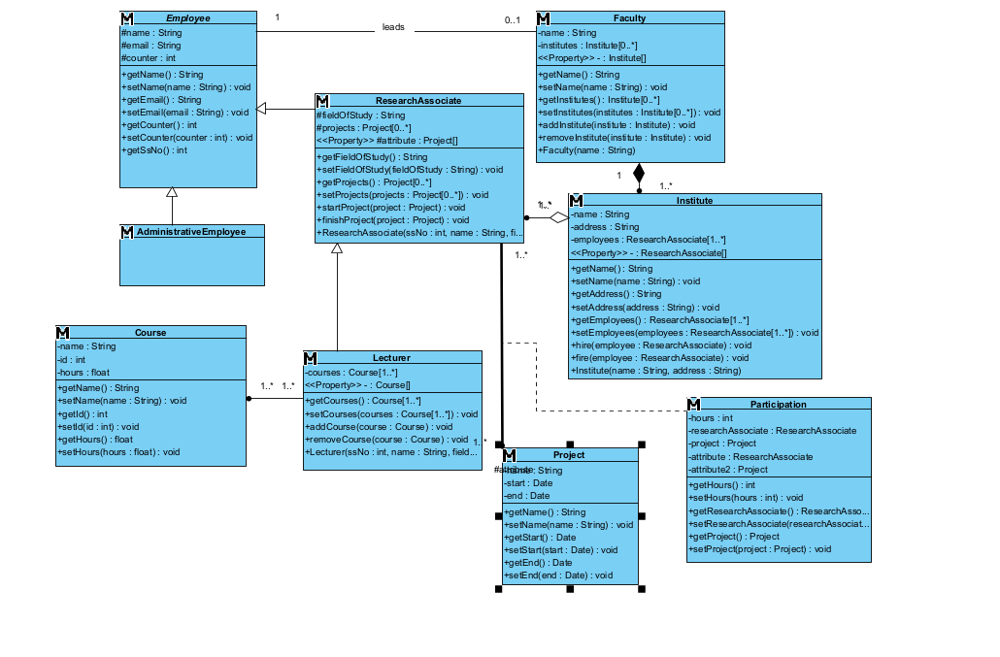 Employee
#name : String
#email : String
#counter : int
+getName() : String
+setName(name : String) : void
+getEmail() : String
+setEmail(email : String) : void
+getCounter() : int
+setCounter(counter : int) : void
+getSsNo() : int
1
leads
0..1
Faculty
-name : String
-institutes : Institute[0..*]
<<Property>> - : Institute[]
+getName() : String
+setName(name : String) : void
+getInstitutes() : Institute[0..*]
+setInstitutes(institutes : Institute[0..*]) : void
+addInstitute(institute : Institute) : void
+removeInstitute(institute : Institute) : void
+Faculty(name : String)
ResearchAssociate
#fieldOfStudy : String
#projects : Project[0..*]
<<Property>> #attribute : Project[]
+getFieldOfStudy() : String
+setFieldOfStudy(fieldOfStudy : String) : void
+getProjects() : Project[0..*]
+setProjects(projects : Project[0..*]) : void
+startProject(project : Project) : void
+finishProject(project : Project) : void
+ResearchAssociate(ssNo : int, name : String, fi...
1
1..*
Institute
-name : String
-address : String
-employees : ResearchAssociate[1..*]
<<Property>> - : ResearchAssociate[]
+getName() : String
+setName(name : String) : void
+getAddress() : String
+setAddress(address : String) : void
+getEmployees() : ResearchAssociate[1..*]
+setEmployees(employees : ResearchAssociate[1..*]) : void
+hire(employee : ResearchAssociate) : void
+fire(employee : ResearchAssociate) : void
+Institute(name : String, address : String)
1..*
AdministrativeEmployee
Course
-name : String
-id : int
-hours : float
+getName() : String
+setName(name : String) : void
+getId() : int
+setId(id : int) : void
+getHours() : float
+setHours(hours : float) : void
1..*
1..*
Lecturer
-courses : Course[1..*]
<<Property>> - : Course[]
+getCourses() : Course[1..*]
+setCourses(courses : Course[1..*]) : void
+addCourse(course : Course) : void
+removeCourse(course : Course) : void
+Lecturer(ssNo : int, name : String, field...
1..*
Project
-name : String
-start : Date
-end : Date
+getName() : String
+setName(name : String) : void
+getStart() : Date
+setStart(start : Date) : void
+getEnd() : Date
+setEnd(end : Date) : void
Participation
-hours : int
-researchAssociate : ResearchAssociate
-project : Project
-attribute : ResearchAssociate
-attribute2 : Project
+getHours() : int
+setHours(hours : int) : void
+getResearchAssociate() : ResearchAsso...
+setResearchAssociate(researchAssociat...
+getProject() : Project
+setProject(project : Project) : void